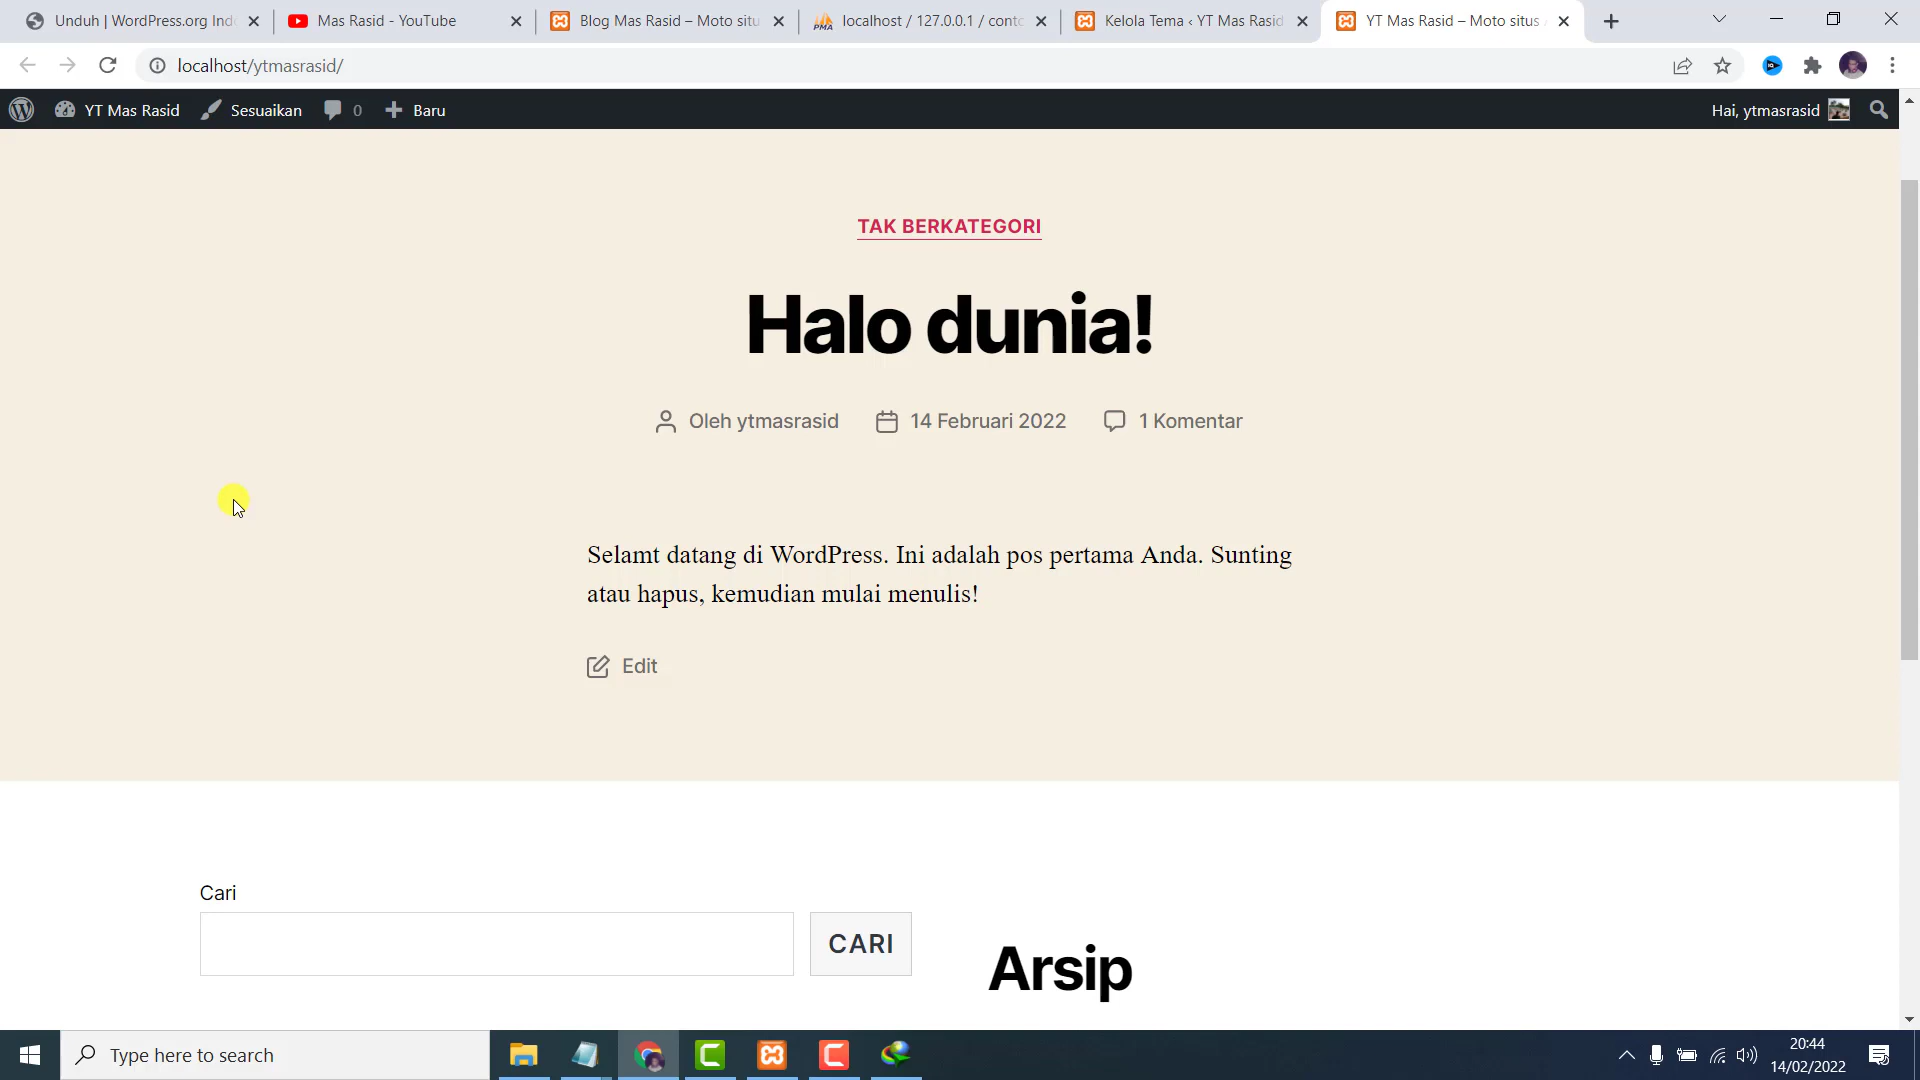 Unduh | WordPress.org Ind
Mas Rasid - YouTube
Blog Mas Rasid – Moto situ
localhost / 127.0.0.1 / conto
Kelola Tema ‹ YT Mas Rasid
YT Mas Rasid – Moto situs
localhost/ytmasrasid/
YT Mas Rasid
Sesuaikan
0
Baru
Hai, ytmasrasid
TAK BERKATEGORI
Halo dunia!
Oleh ytmasrasid
14 Februari 2022
1 Komentar
Selamt datang di WordPress. Ini adalah pos pertama Anda. Sunting
atau hapus, kemudian mulai menulis!
Edit
Cari
CARI
Arsip
Type here to search
20:44
14/02/2022